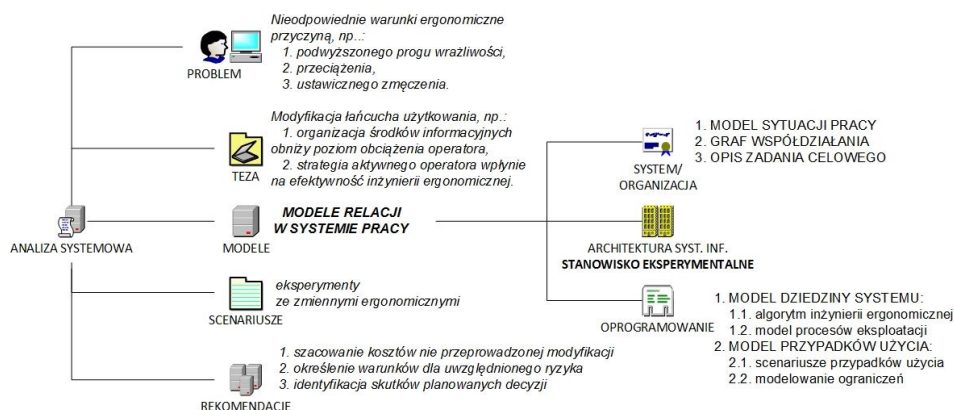 Nieodpowiednie warunki ergonomiczne
przyczyną, np..:
1. podwyższonego progu wrażliwości,
2. przeciążenia,
3. ustawicznego zmęczenia.
PROBLEM
Modyfikacja łańcucha użytkowania, np.:
1. organizacja środków informacyjnych
obniży poziom obciążenia operatora,
2. strategia aktywnego operatora wpłynie
na efektywność inżynierii ergonomicznej.
TEZA
ANALIZA SYSTEMOWA
MODELE RELACJI
W SYSTEMIE PRACY
MODELE
eksperymenty
ze zmiennymi ergonomicznymi
SCENARIUSZE
1. szacowanie kosztów nie przeprowadzonej modyfikacji
2. określenie warunków dla uwzględnionego ryzyka
3. identyfikacja skutków planowanych decyzji
REKOMENDACJE
1. MODEL SYTUACJI PRACY
2. GRAF WSPÓŁDZIAŁANIA
3. OPIS ZADANIA CELOWEGO
SYSTEM/
ORGANIZACJA
ARCHITEKTURA SYST. INF.
STANOWISKO EKSPERYMENTALNE
OPROGRAMOWANIE
1. MODEL DZIEDZINY SYSTEMU:
1.1. algorytm inżynierii ergonomicznej
1.2. model procesów eksploatacji
2. MODEL PRZYPADKÓW UŻYCIA:
2.1. scenariusze przypadków użycia
2.2. modelowanie ograniczeń